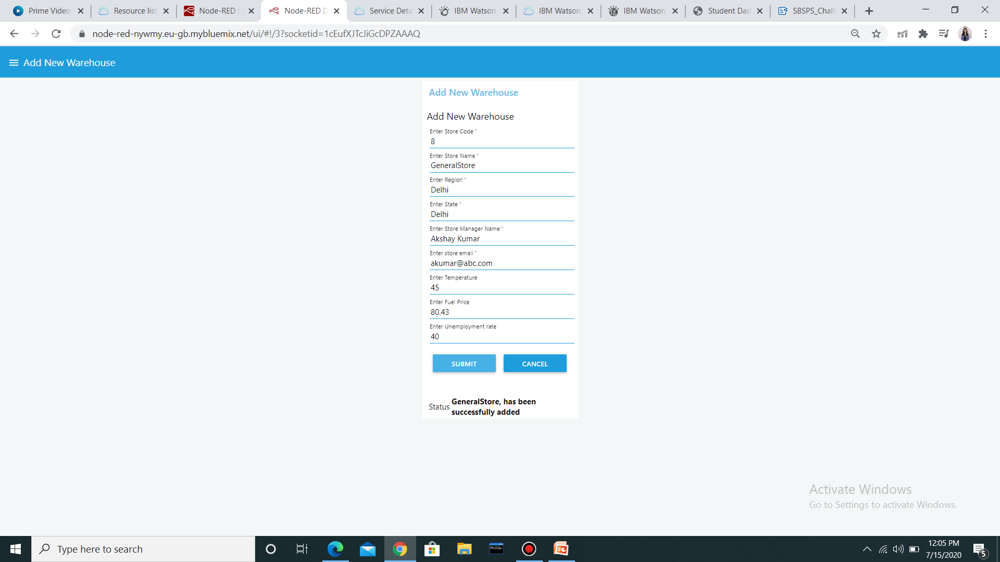 Prime Video
Resource list
Node-RED :
Node-RED D
Service Deta
IBM Watson
IBM Watson
IBM Watson
Student Das
SBSPS_Chall
node-red-nywmy.eu-gb.mybluemix.net/ui/#!/3?socketid=1cEufXJTcJiGcDPZAAAQ
Add New Warehouse
Add New Warehouse
Add New Warehouse
Enter Store Code *
8
Enter Store Name *
GeneralStore
Enter Region *
Delhi
Enter State *
Delhi
Enter Store Manager Name *
Akshay Kumar
Enter store email *
akumar@abc.com
Enter Temperature
45
Enter Fuel Price
80.43
Enter Unemployment rate
40
SUBMIT CANCEL
Status GeneralStore, has been
successfully added
Activate Windows
Go to Settings to activate Windows.
Type here to search
12:05 PM
7/15/2020
5